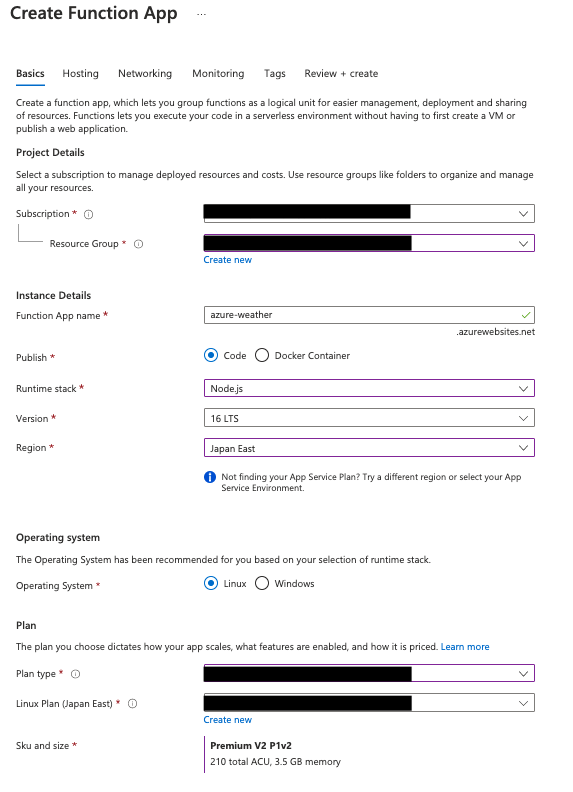 Create Function App ...
Basics Hosting Networking Monitoring Tags Review + create
Create a function app, which lets you group functions as a logical unit for easier management, deployment and sharing
of resources. Functions lets you execute your code in a serverless environment without having to first create a VM or
publish a web application.
Project Details
Select a subscription to manage deployed resources and costs. Use resource groups like folders to organize and manage
all your resources.
Subscription *
Resource Group *
Create new
Instance Details
Function App name * azure-weather
.azurewebsites.net
Publish * Code Docker Container
Runtime stack * Node.js
Version * 16 LTS
Region * Japan East
Not finding your App Service Plan? Try a different region or select your App
Service Environment.
Operating system
The Operating System has been recommended for you based on your selection of runtime stack.
Operating System * Linux Windows
Plan
The plan you choose dictates how your app scales, what features are enabled, and how it is priced. Learn more
Plan type *
Linux Plan (Japan East) *
Create new
Sku and size * Premium V2 P1v2
210 total ACU, 3.5 GB memory